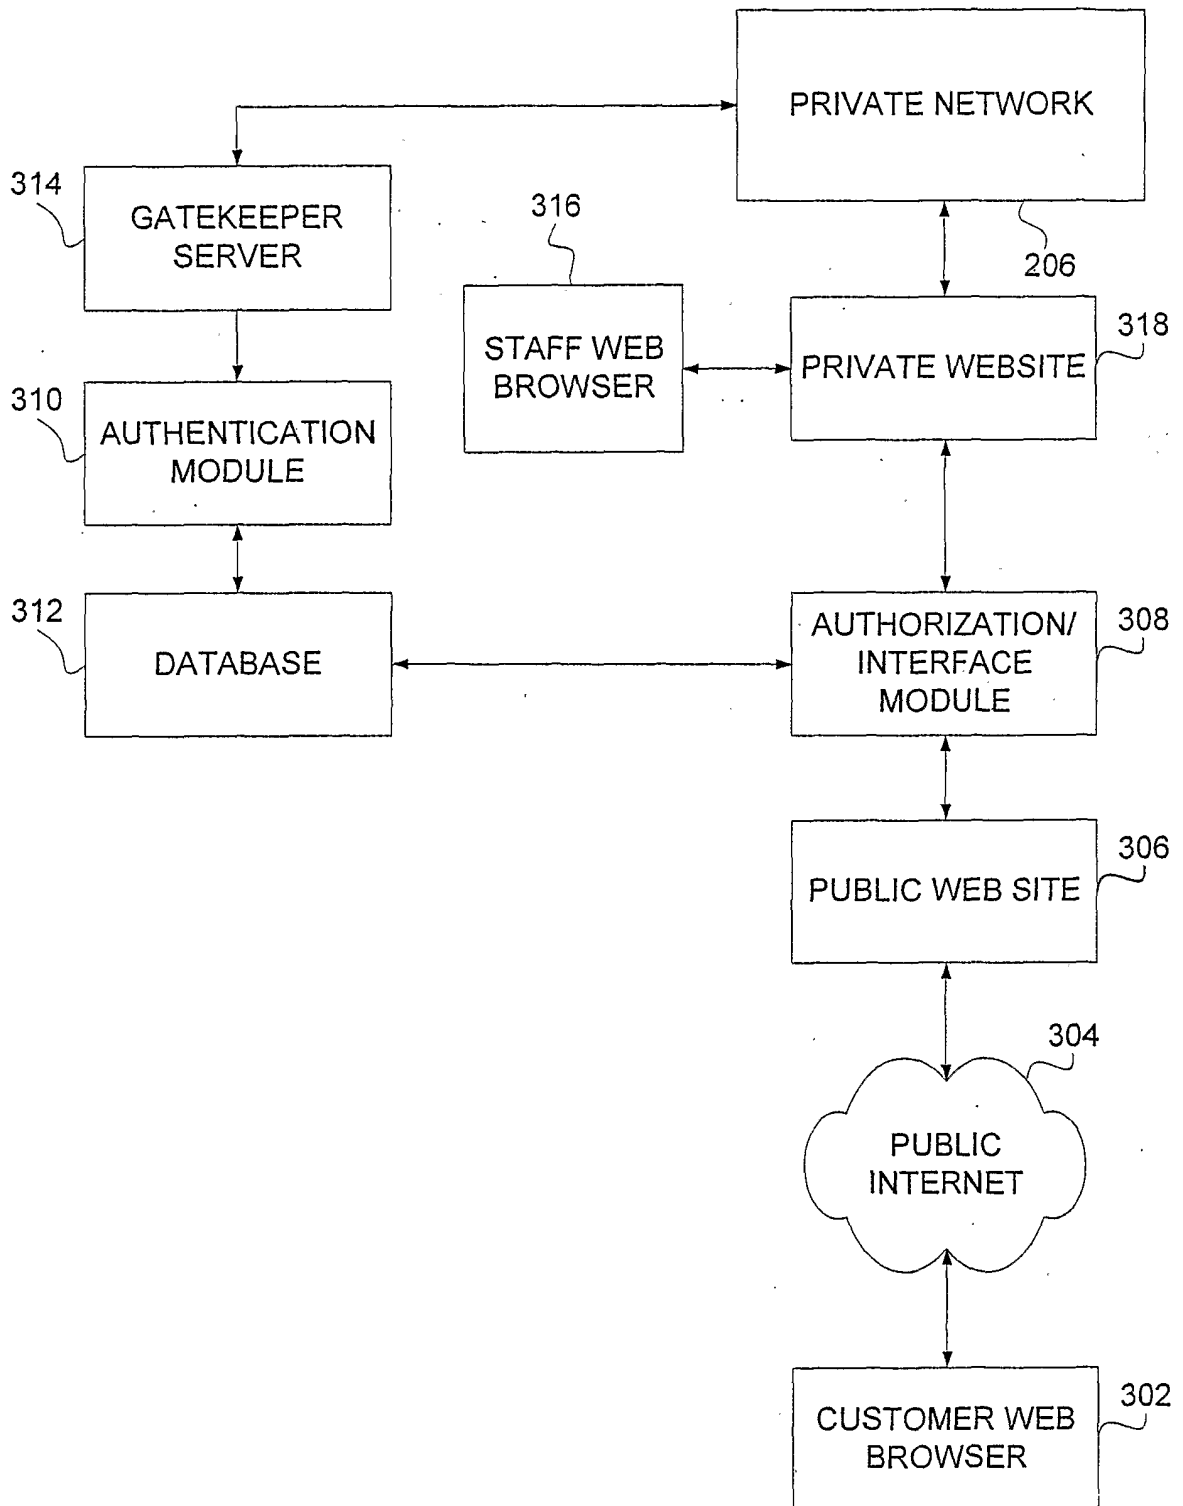 PRIVATE NETWORK
206
314
GATEKEEPER
SERVER
316
STAFF WEB
BROWSER
318
PRIVATE WEBSITE
310
AUTHENTICATION
MODULE
312
DATABASE
308
AUTHORIZATION/
INTERFACE
MODULE
306
PUBLIC WEB SITE
304
PUBLIC
INTERNET
302
CUSTOMER WEB
BROWSER